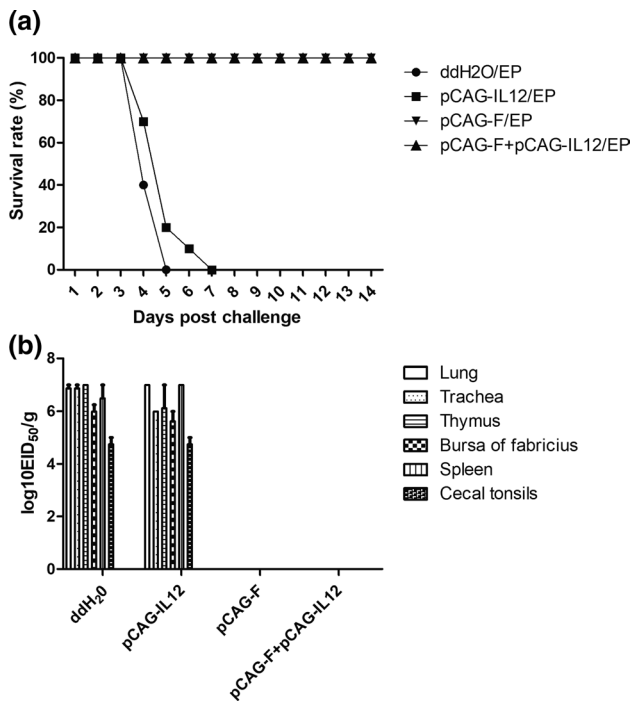 (a)
Survival rate (%)
100
80
60
40
20
0
1 2 3 4 5 6 7 8 9 10 11 12 13 14
Days post challenge
ddH2O/EP
pCAG-IL12/EP
pCAG-F/EP
pCAG-F+pCAG-IL12/EP
(b)
log10EID50/g
8
6
4
2
0
ddH20
pCAG-IL12
pCAG-F
pCAG-F+pCAG-IL12
Lung
Trachea
Thymus
Bursa of fabricius
Spleen
Cecal tonsils